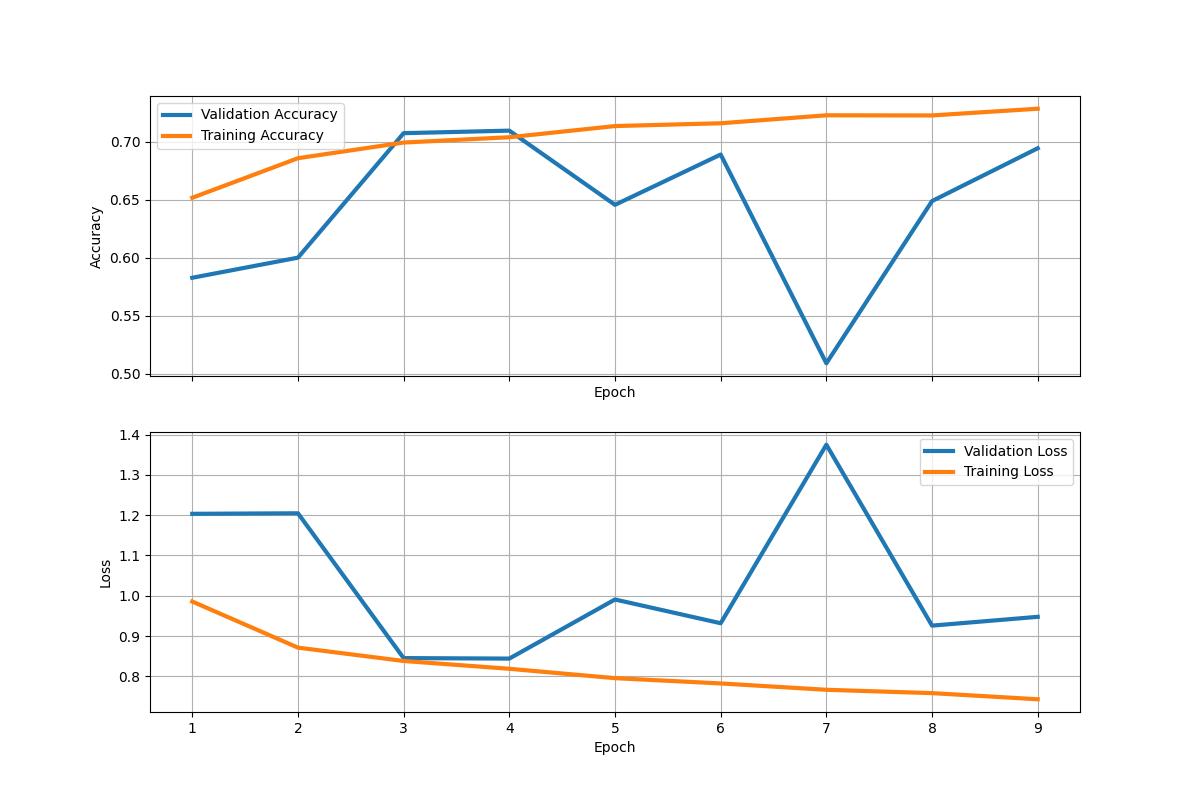 Validation Accuracy
Training Accuracy
0.70
0.65
0.60
0.55
0.50
Accuracy
Epoch
1.4
1.3
1.2
1.1
1.0
0.9
0.8
Loss
Validation Loss
Training Loss
1 2 3 4 5 6 7 8 9
Epoch